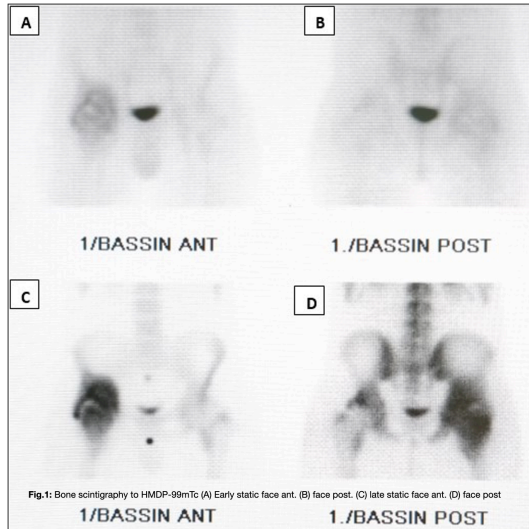 A
B
1/BASSIN ANT
1./BASSIN POST
C
D
Fig.1: Bone scintigraphy to HMDP-99mTc (A) Early static face ant. (B) face post. (C) late static face ant. (D) face post
1/BASSIN ANT
1./BASSIN POST